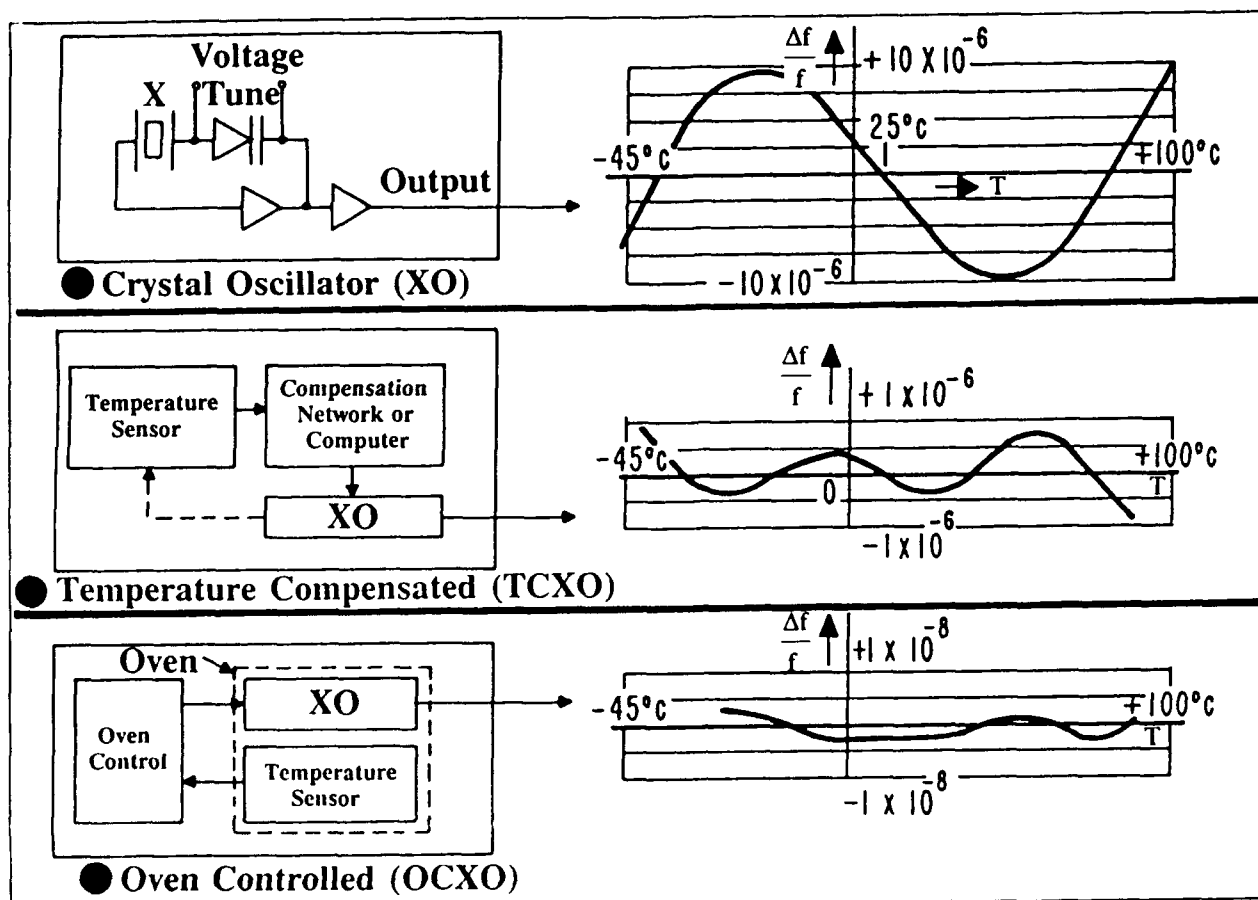 Voltage
X Tune
Output
● Crystal Oscillator (XO)
Δf
f
+10 X 10⁻⁶
25°c
-45°c
+100°c
T
-10 x 10⁻⁶
Temperature
Sensor
Compensation
Network or
Computer
XO
● Temperature Compensated (TCXO)
Δf
f
+ 1 x 10⁻⁶
-45°c
+100°c
0
T
-1 x 10⁻⁶
Oven
Oven
Control
XO
Temperature
Sensor
● Oven Controlled (OCXO)
Δf
f
+1 x 10⁻⁸
-45°c
+100°c
T
-1 x 10⁻⁸